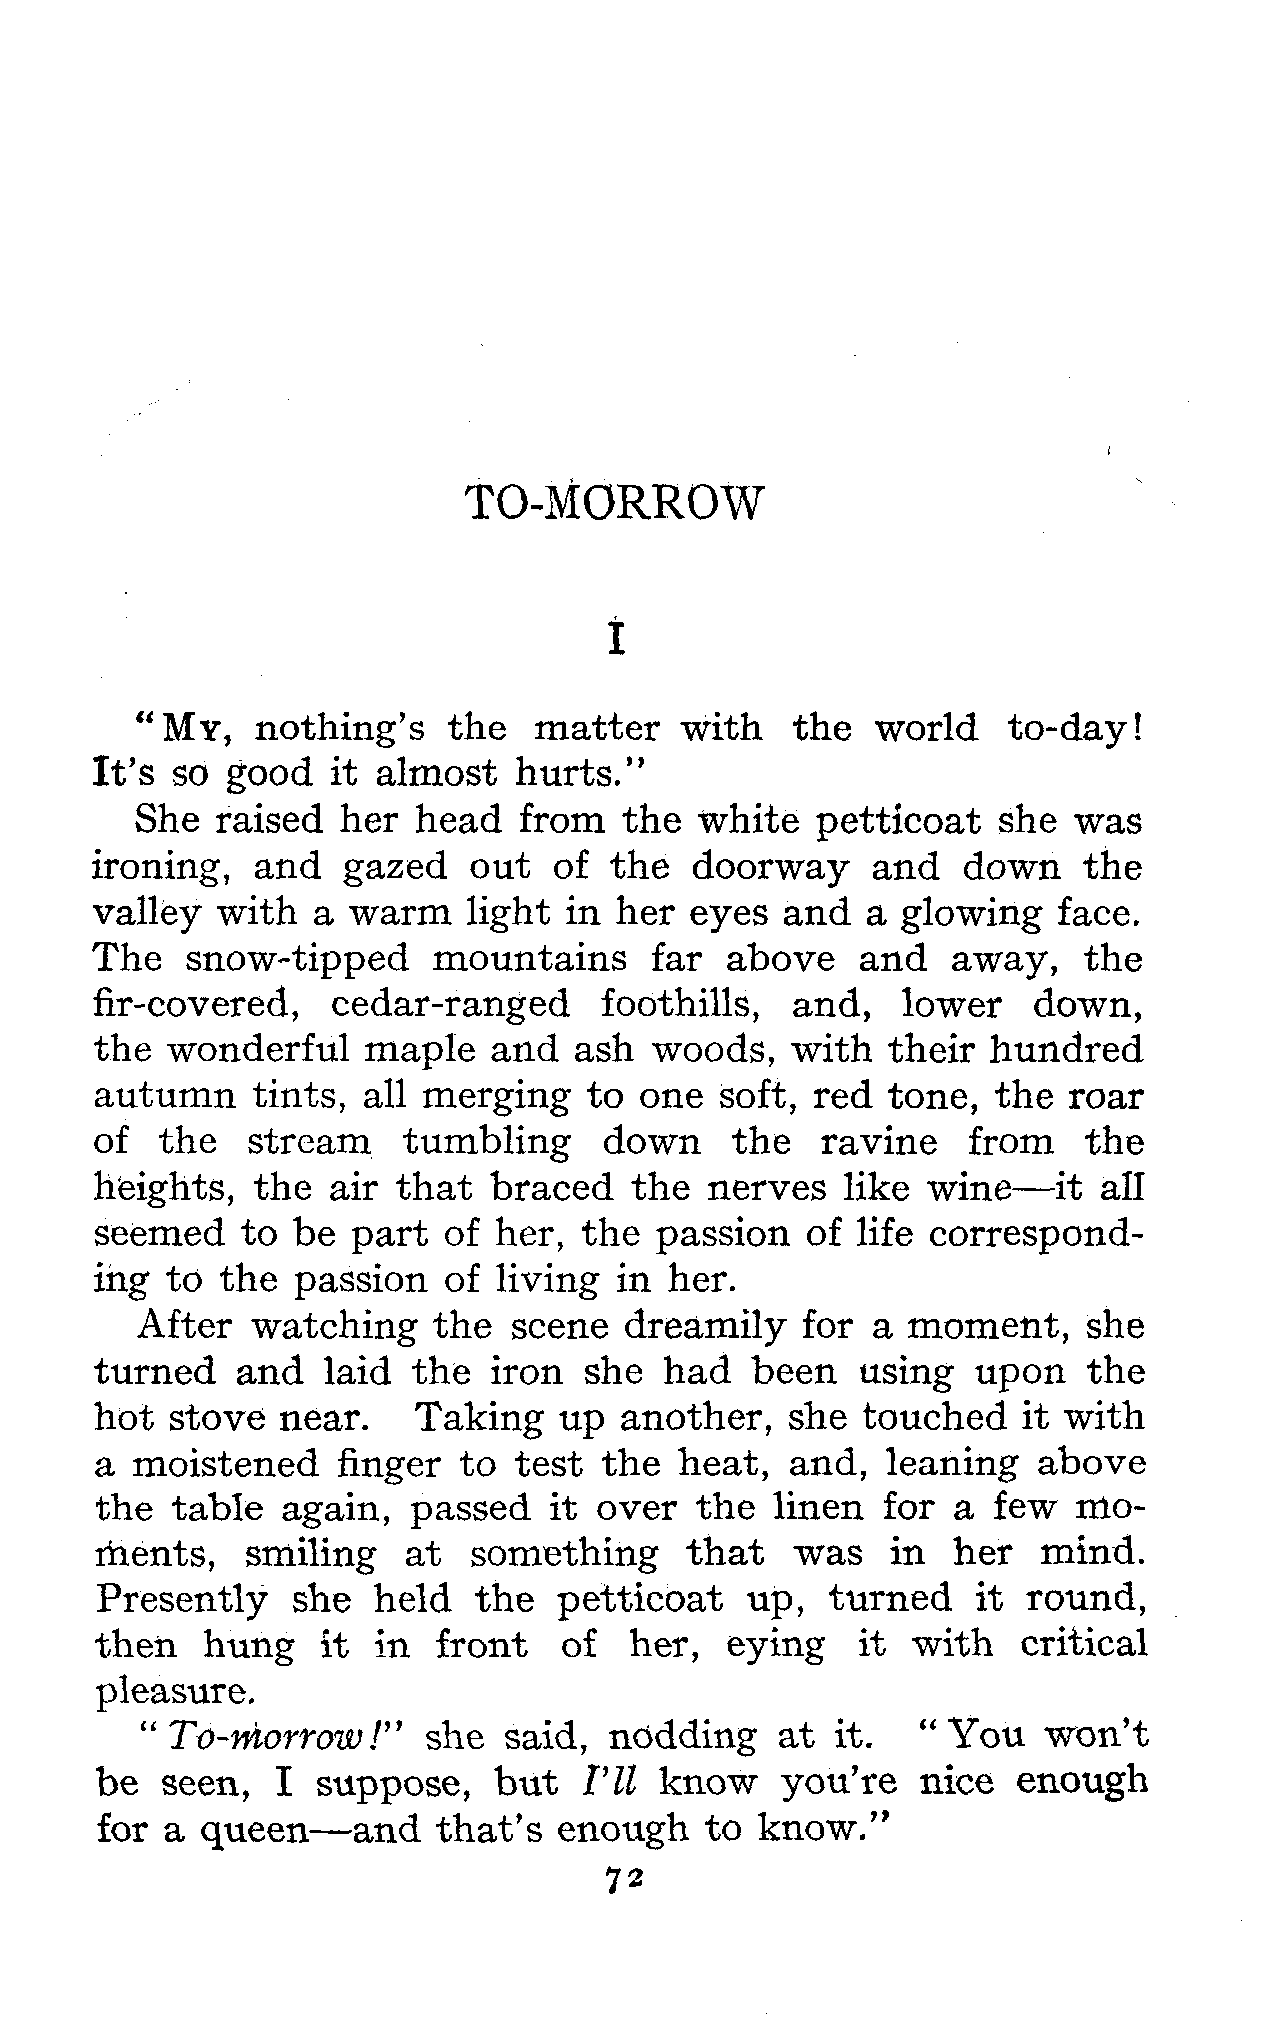 TO-MORROW
I
"MY, nothing's the matter with the world to-day!
It's so good it almost hurts."
She raised her head from the white petticoat she was
ironing, and gazed out of the doorway and down the
valley with a warm light in her eyes and a glowing face.
The snow-tipped mountains far above and away, the
fir-covered, cedar-ranged foothills, and, lower down,
the wonderful maple and ash woods, with their hundred
autumn tints, all merging to one soft, red tone, the roar
of the stream tumbling down the ravine from the
heights, the air that braced the nerves like wine—it all
seemed to be part of her, the passion of life correspond-
ing to the passion of living in her.
After watching the scene dreamily for a moment, she
turned and laid the iron she had been using upon the
hot stove near. Taking up another, she touched it with
a moistened finger to test the heat, and, leaning above
the table again, passed it over the linen for a few mo-
ments, smiling at something that was in her mind.
Presently she held the petticoat up, turned it round,
then hung it in front of her, eying it with critical
pleasure.
"To-morrow!" she said, nodding at it. "You won't
be seen, I suppose, but I'll know you're nice enough
for a queen—and that's enough to know."
72